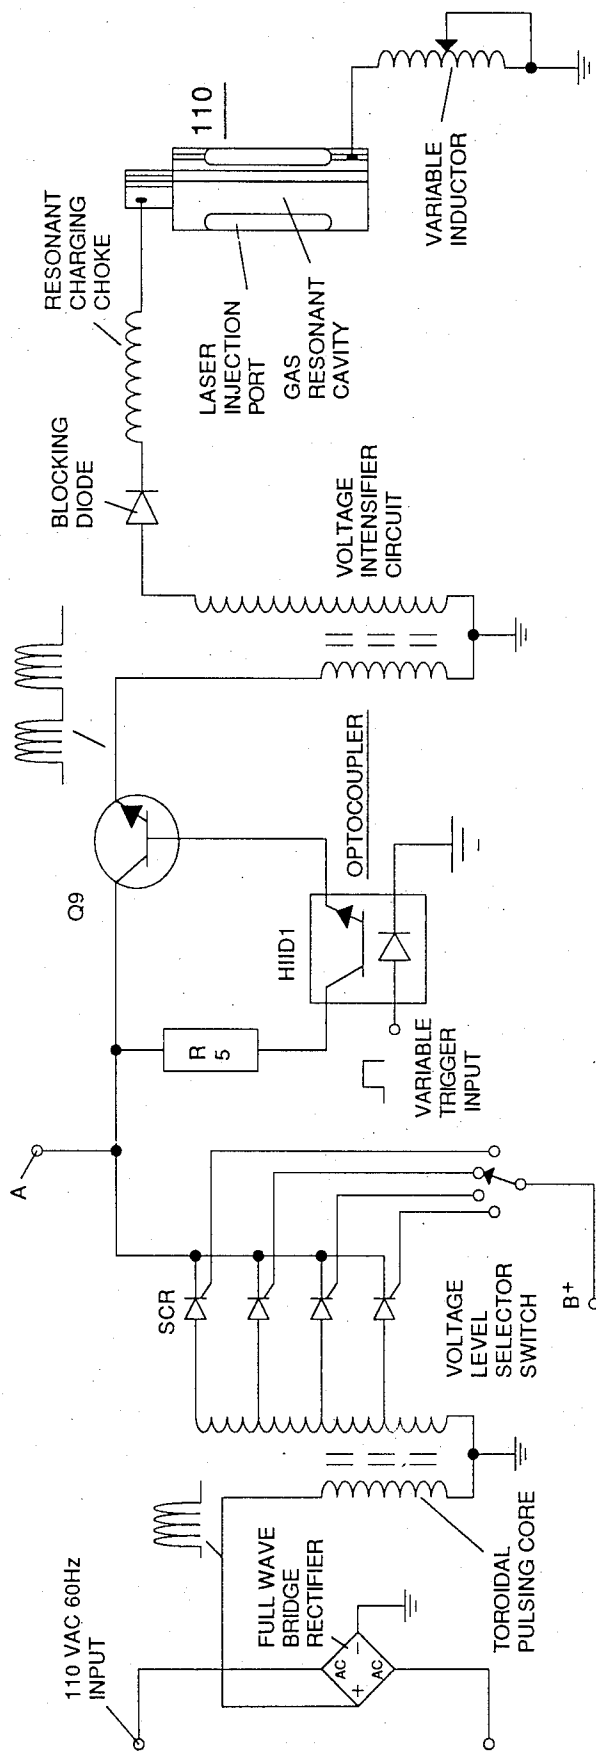 110 VAC 60Hz
INPUT
FULL WAVE
BRIDGE
RECTIFIER
AC
AC
+
−
TOROIDAL
PULSING CORE
SCR
VOLTAGE
LEVEL
SELECTOR
SWITCH
B+
A
R
5
VARIABLE
TRIGGER
INPUT
HIID1
OPTOCOUPLER
Q9
VOLTAGE
INTENSIFIER
CIRCUIT
BLOCKING
DIODE
RESONANT
CHARGING
CHOKE
LASER
INJECTION
PORT
GAS
RESONANT
CAVITY
110
VARIABLE
INDUCTOR